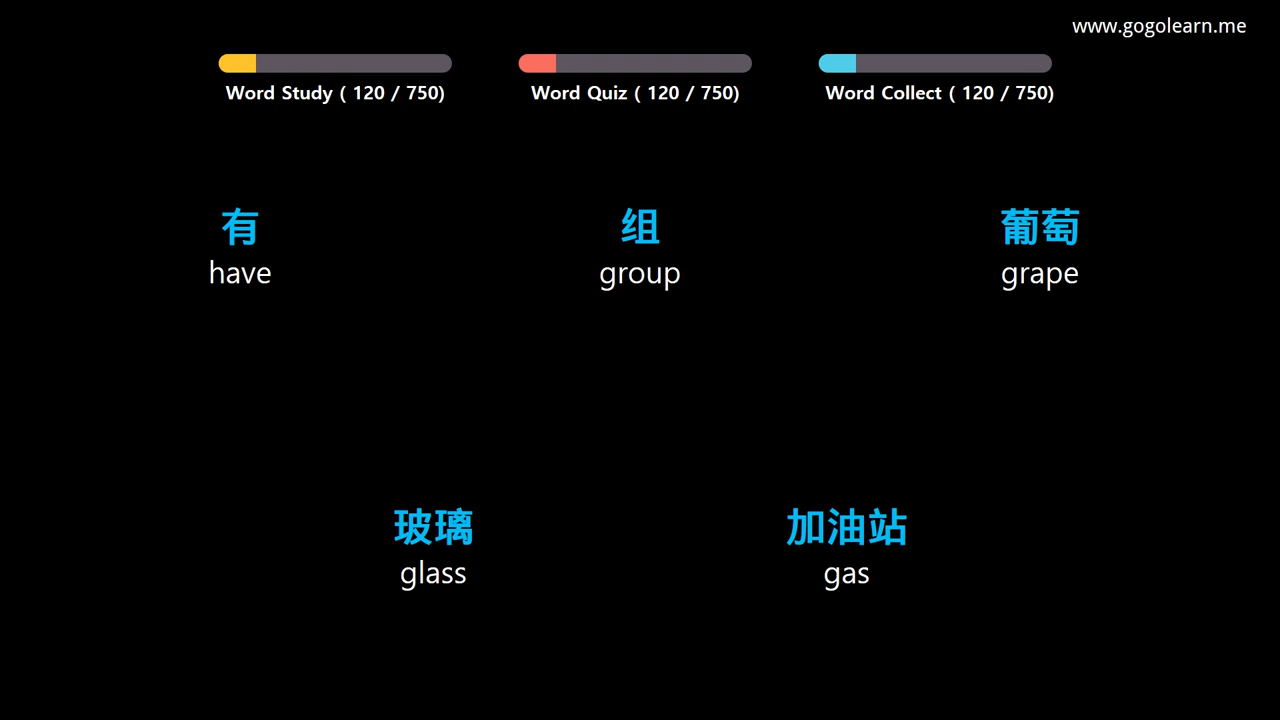 www.gogolearn.me
Word Study ( 120 / 750)
Word Quiz ( 120 / 750)
Word Collect ( 120 / 750)
有
have
组
group
葡萄
grape
玻璃
glass
加油站
gas